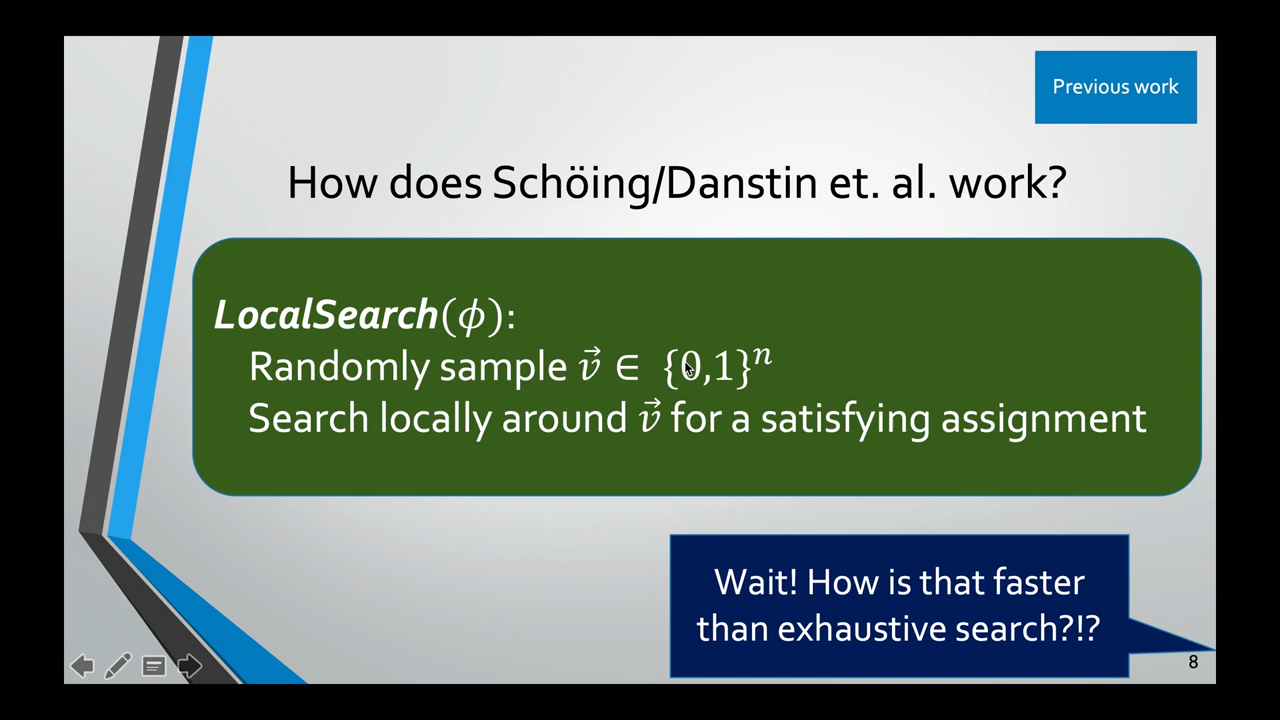 Previous work
How does Schöing/Danstin et. al. work?
LocalSearch(ϕ):
Randomly sample v⃗ ∈ {0,1}ⁿ
Search locally around v⃗ for a satisfying assignment
Wait! How is that faster
than exhaustive search?!?
8